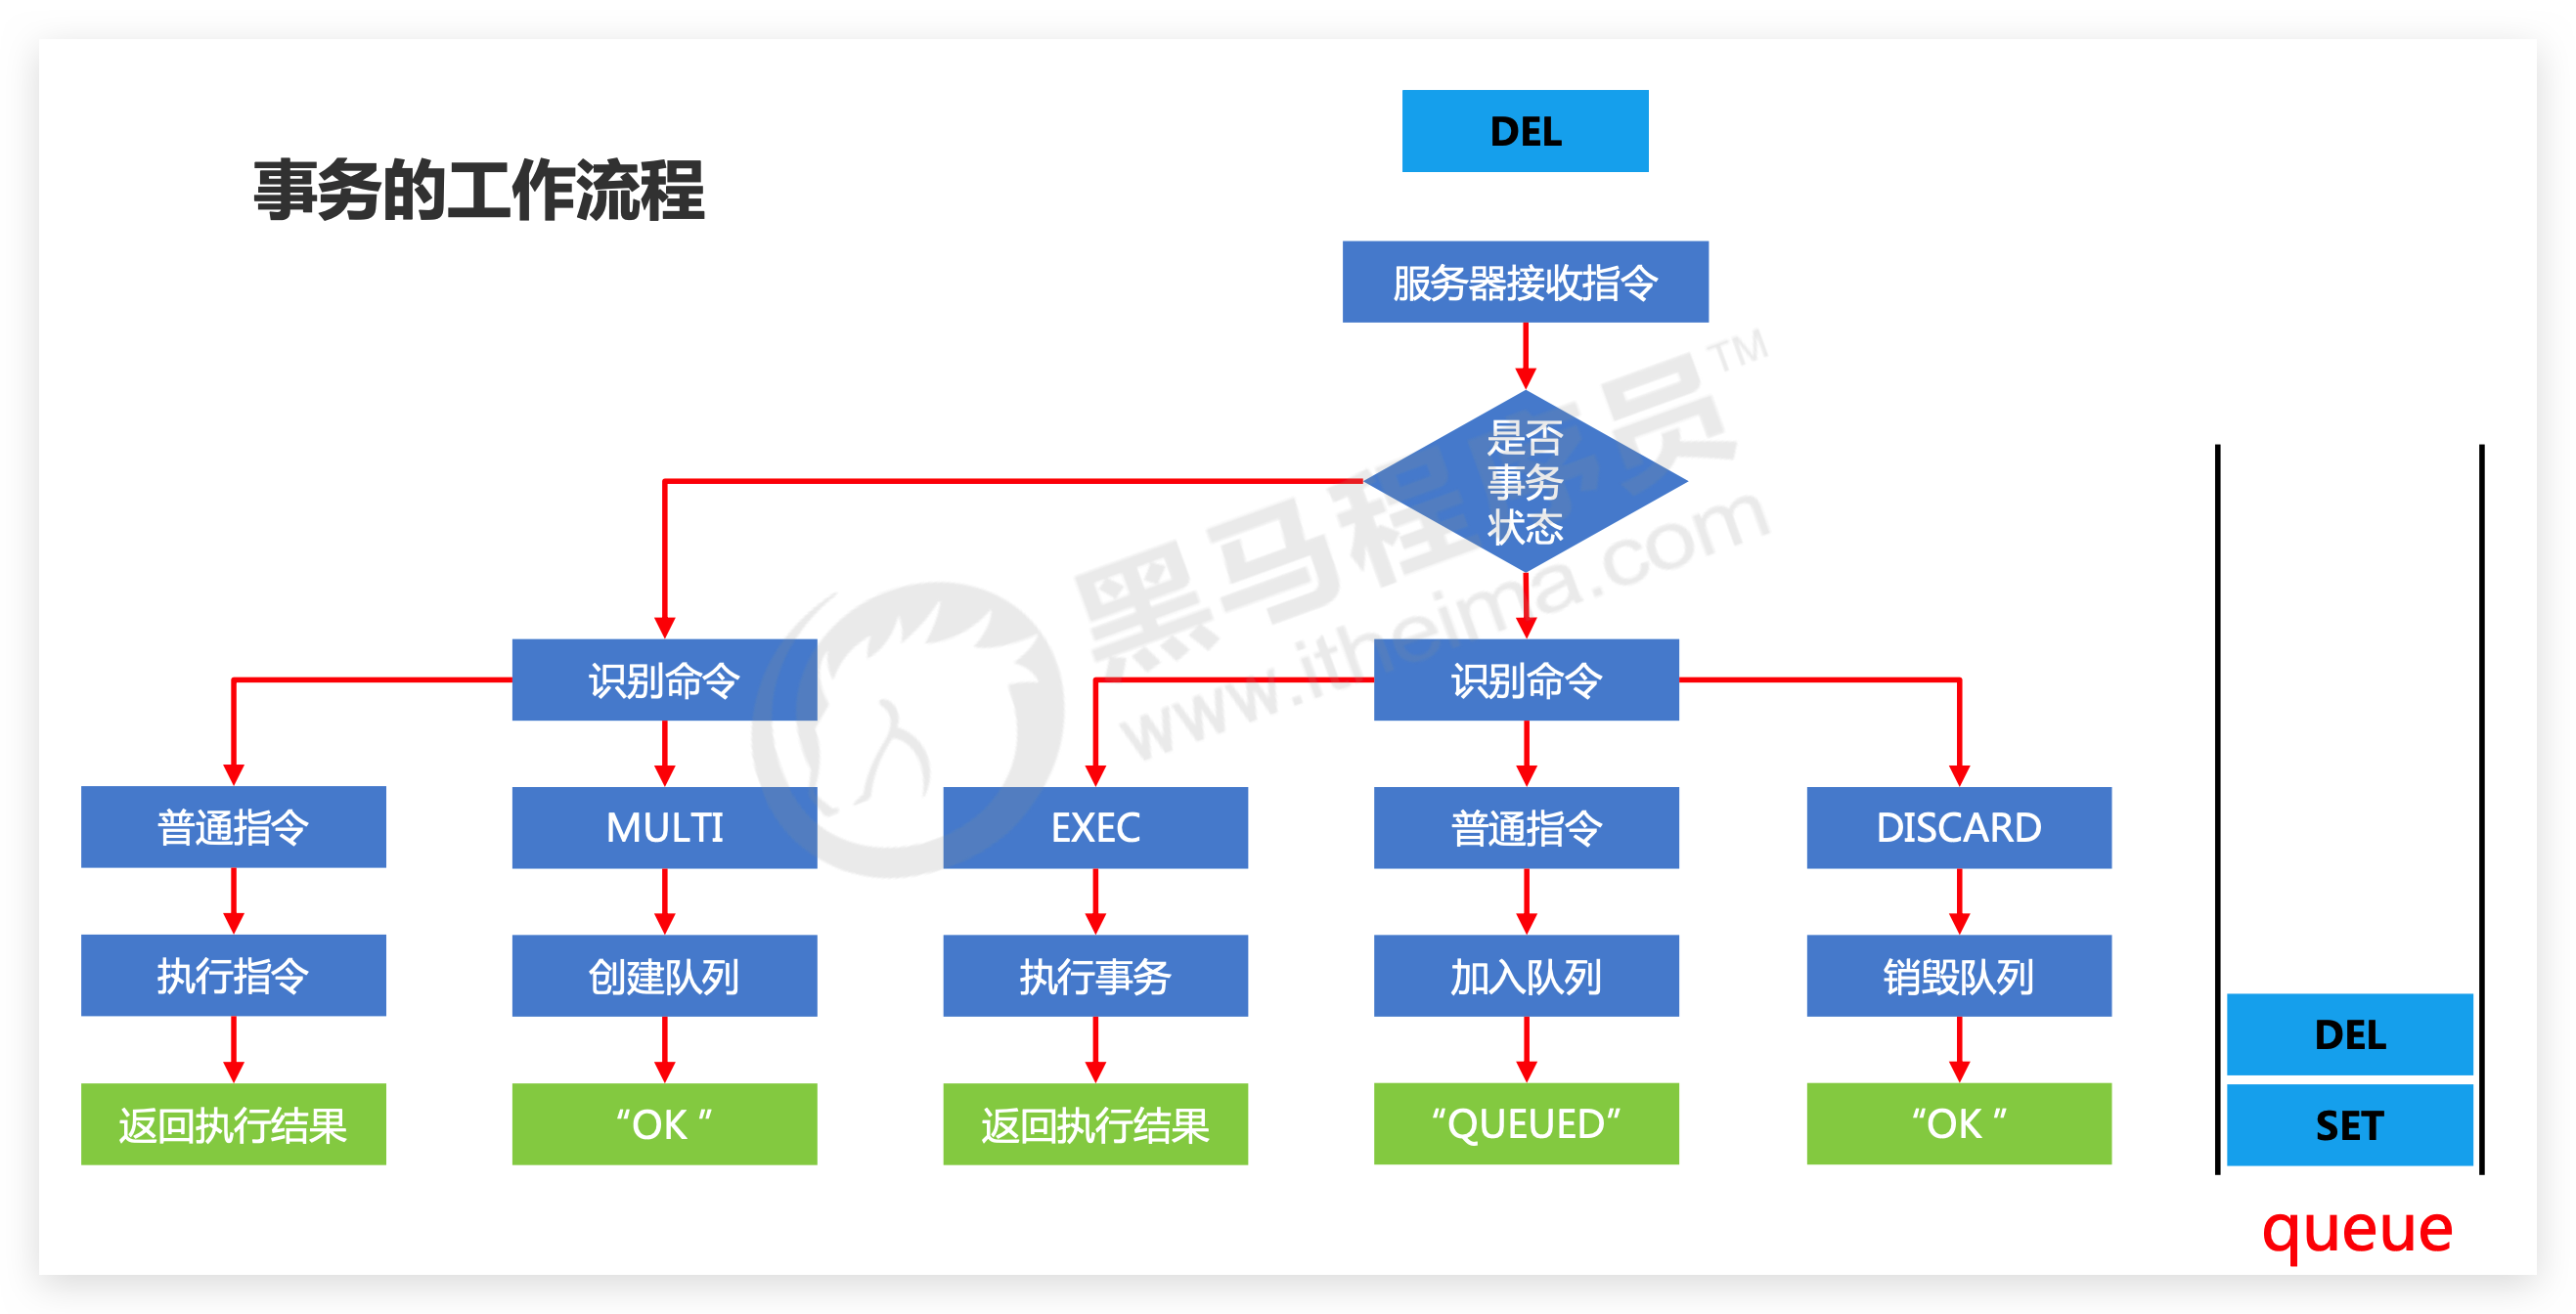 事务的工作流程
DEL
服务器接收指令
是否
事务
状态
识别命令
识别命令
普通指令
MULTI
EXEC
普通指令
DISCARD
执行指令
创建队列
执行事务
加入队列
销毁队列
返回执行结果
“OK ”
返回执行结果
“QUEUED”
“OK ”
DEL
SET
queue
黑马程序员™
www.itheima.com